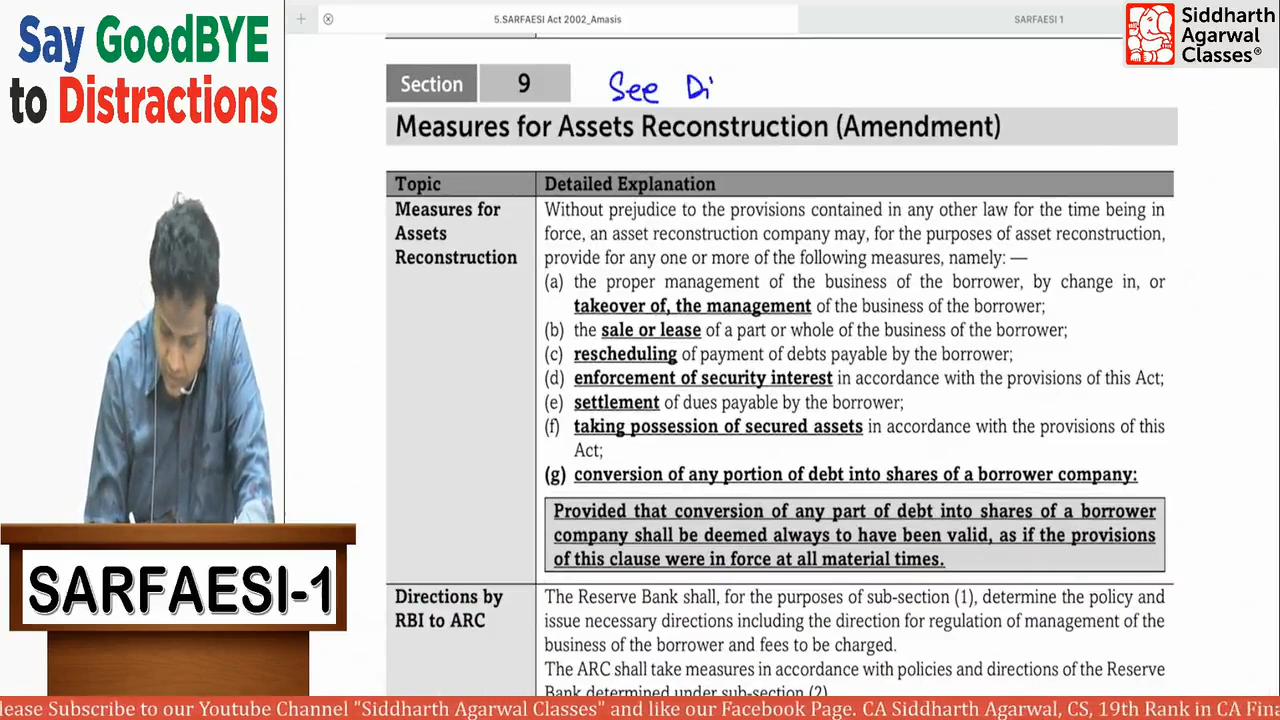 Say GoodBYE
to Distractions
5.SARFAESI Act 2002_Amasis
SARFAESI 1
Siddharth
Agarwal
Classes®
Section 9
See Di
Measures for Assets Reconstruction (Amendment)
Topic Detailed Explanation
Measures for
Assets
Reconstruction
Without prejudice to the provisions contained in any other law for the time being in
force, an asset reconstruction company may, for the purposes of asset reconstruction,
provide for any one or more of the following measures, namely: —
(a) the proper management of the business of the borrower, by change in, or
takeover of, the management of the business of the borrower;
(b) the sale or lease of a part or whole of the business of the borrower;
(c) rescheduling of payment of debts payable by the borrower;
(d) enforcement of security interest in accordance with the provisions of this Act;
(e) settlement of dues payable by the borrower;
(f) taking possession of secured assets in accordance with the provisions of this
Act;
(g) conversion of any portion of debt into shares of a borrower company:
Provided that conversion of any part of debt into shares of a borrower
company shall be deemed always to have been valid, as if the provisions
of this clause were in force at all material times.
Directions by
RBI to ARC
The Reserve Bank shall, for the purposes of sub-section (1), determine the policy and
issue necessary directions including the direction for regulation of management of the
business of the borrower and fees to be charged.
The ARC shall take measures in accordance with policies and directions of the Reserve
Bank determined under sub-section (2).
SARFAESI-1
lease Subscribe to our Youtube Channel "Siddharth Agarwal Classes" and like our Facebook Page. CA Siddharth Agarwal, CS, 19th Rank in CA Fina